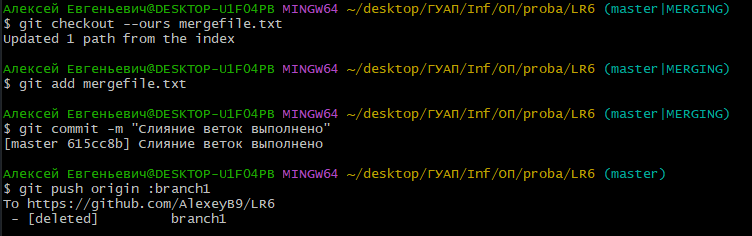 Алексей Евгеньевич@DESKTOP-U1FO4PB MINGW64 ~/desktop/ГУАП/Inf/ОП/proba/LR6 (master|MERGING)
$ git checkout --ours mergefile.txt
Updated 1 path from the index
Алексей Евгеньевич@DESKTOP-U1FO4PB MINGW64 ~/desktop/ГУАП/Inf/ОП/proba/LR6 (master|MERGING)
$ git add mergefile.txt
Алексей Евгеньевич@DESKTOP-U1FO4PB MINGW64 ~/desktop/ГУАП/Inf/ОП/proba/LR6 (master|MERGING)
$ git commit -m "Слияние веток выполнено"
[master 615cc8b] Слияние веток выполнено
Алексей Евгеньевич@DESKTOP-U1FO4PB MINGW64 ~/desktop/ГУАП/Inf/ОП/proba/LR6 (master)
$ git push origin :branch1
To https://github.com/AlexeyB9/LR6
 - [deleted]         branch1